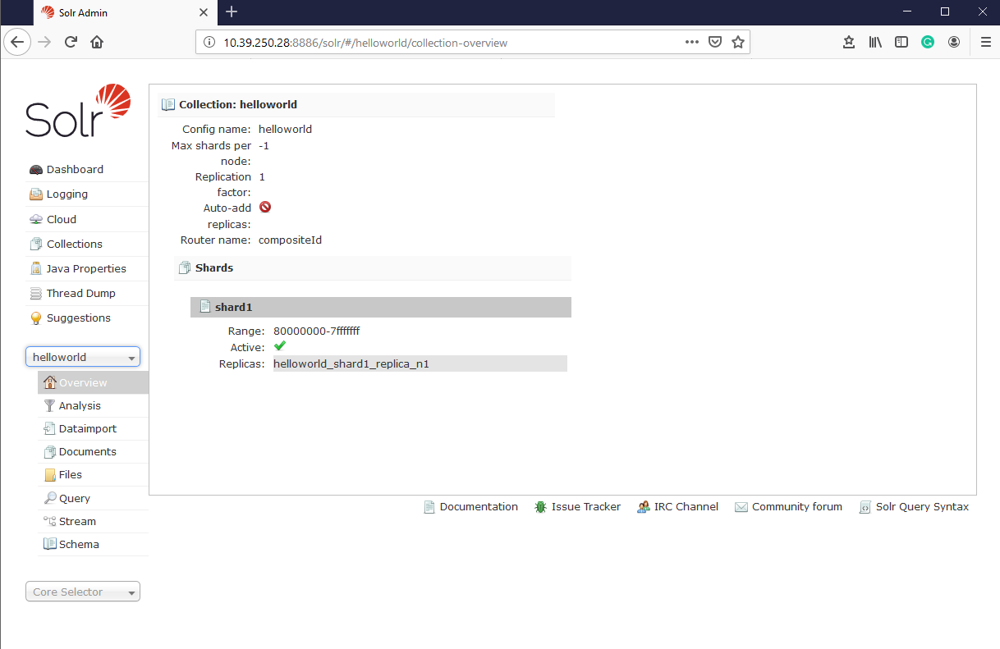 Solr Admin
10.39.250.28:8886/solr/#/helloworld/collection-overview
Solr
Dashboard
Logging
Cloud
Collections
Java Properties
Thread Dump
Suggestions
helloworld
Overview
Analysis
Dataimport
Documents
Files
Query
Stream
Schema
Core Selector
Collection: helloworld
Config name: helloworld
Max shards per -1
node:
Replication 1
factor:
Auto-add
replicas:
Router name: compositeId
Shards
shard1
Range: 80000000-7fffffff
Active:
Replicas: helloworld_shard1_replica_n1
Documentation Issue Tracker IRC Channel Community forum Solr Query Syntax